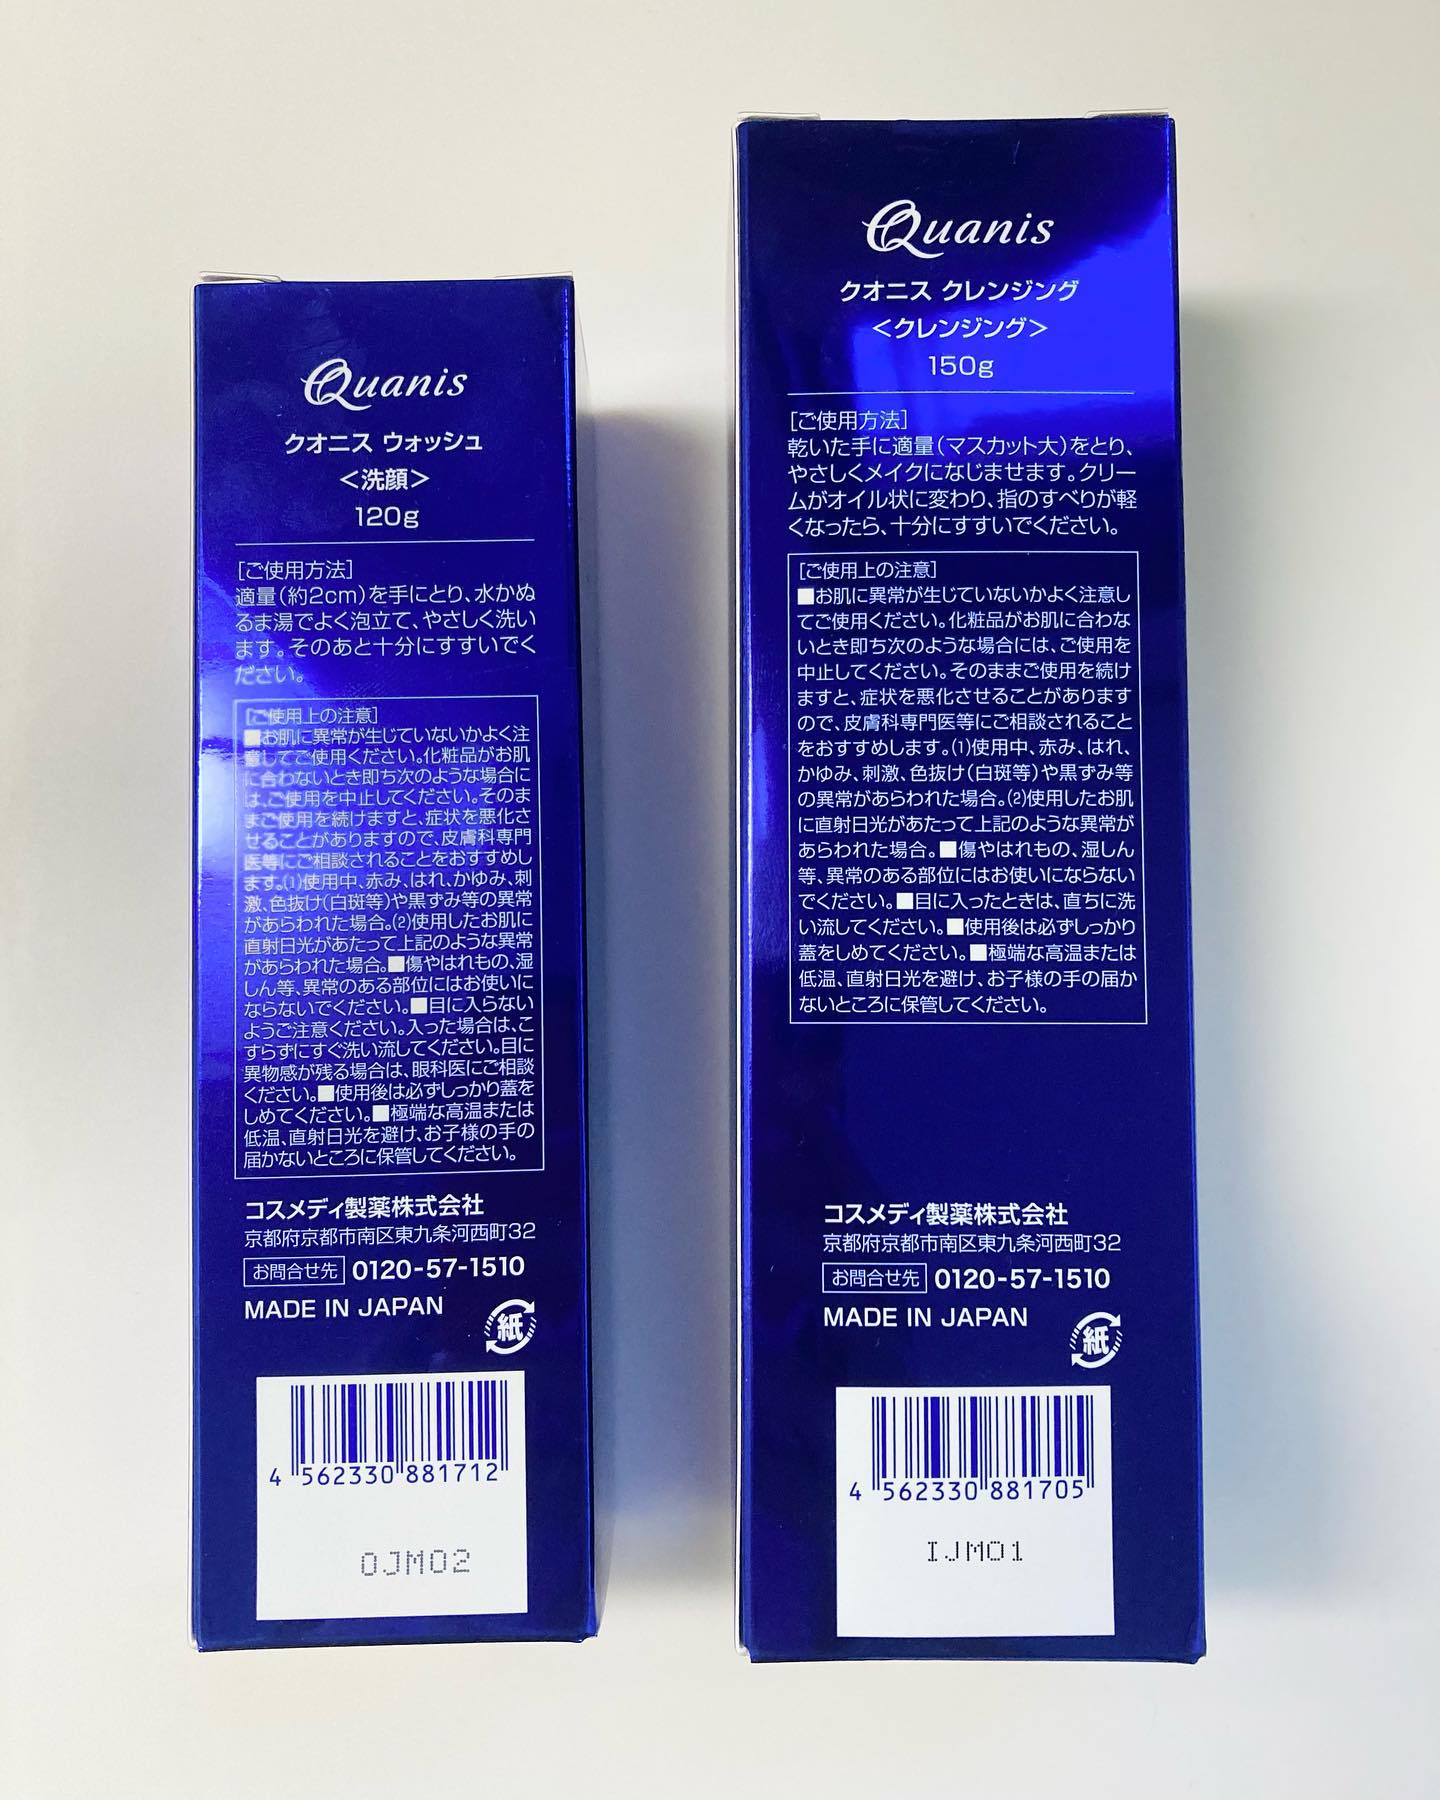 Quanis
クオニス ウォッシュ
＜洗顔＞
120g
［ご使用方法］
適量（約2cm）を手にとり、水かぬ
るま湯でよく泡立て、やさしく洗い
ます。そのあと十分にすすいでく
ださい。
［ご使用上の注意］
■お肌に異常が生じていないかよく注
意してご使用ください。化粧品がお肌
に合わないとき即ち次のような場合に
は、ご使用を中止してください。そのま
まご使用を続けますと、症状を悪化さ
せることがありますので、皮膚科専門
医等にご相談されることをおすすめし
ます。(1)使用中、赤み、はれ、かゆみ、刺
激、色抜け（白斑等）や黒ずみ等の異常
があらわれた場合。(2)使用したお肌に
直射日光があたって上記のような異常
があらわれた場合。■傷やはれもの、湿
しん等、異常のある部位にはお使いに
ならないでください。■目に入らない
ようご注意ください。入った場合は、こ
すらずにすぐ洗い流してください。目に
異物感が残る場合は、眼科医にご相談
ください。■使用後は必ずしっかり蓋を
しめてください。■極端な高温または
低温、直射日光を避け、お子様の手の
届かないところに保管してください。
コスメディ製薬株式会社
京都府京都市南区東九条河西町32
お問合せ先 0120-57-1510
MADE IN JAPAN
紙
4 562330 881712
0JM02
Quanis
クオニス クレンジング
＜クレンジング＞
150g
［ご使用方法］
乾いた手に適量（マスカット大）をとり、
やさしくメイクになじませます。クリー
ムがオイル状に変わり、指のすべりが軽
くなったら、十分にすすいでください。
［ご使用上の注意］
■お肌に異常が生じていないかよく注意し
てご使用ください。化粧品がお肌に合わな
いとき即ち次のような場合には、ご使用を
中止してください。そのままご使用を続け
ますと、症状を悪化させることがあります
ので、皮膚科専門医等にご相談されること
をおすすめします。(1)使用中、赤み、はれ、
かゆみ、刺激、色抜け（白斑等）や黒ずみ等
の異常があらわれた場合。(2)使用したお肌
に直射日光があたって上記のような異常が
あらわれた場合。■傷やはれもの、湿しん
等、異常のある部位にはお使いにならない
でください。■目に入ったときは、直ちに洗
い流してください。■使用後は必ずしっかり
蓋をしめてください。■極端な高温または
低温、直射日光を避け、お子様の手の届か
ないところに保管してください。
コスメディ製薬株式会社
京都府京都市南区東九条河西町32
お問合せ先 0120-57-1510
MADE IN JAPAN
紙
4 562330 881705
IJM01